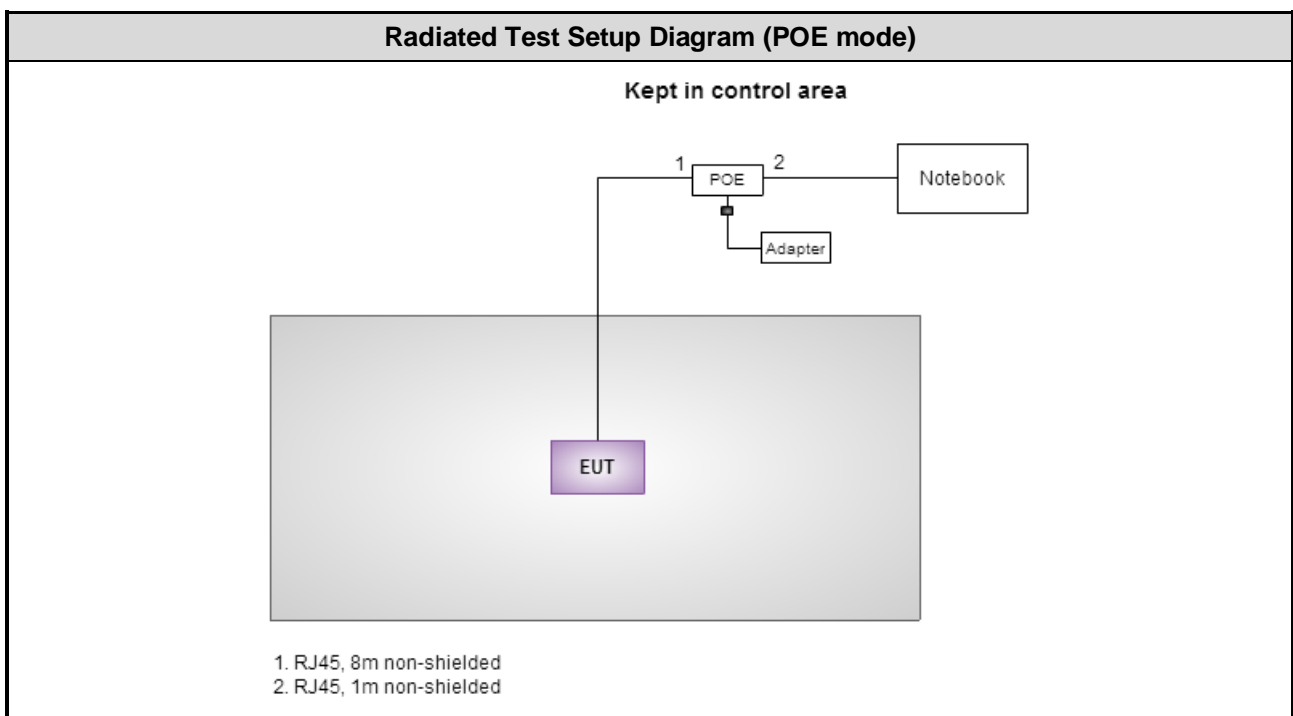 Radiated Test Setup Diagram (POE mode)
Kept in control area
1
POE
2
Notebook
Adapter
EUT
1. RJ45, 8m non-shielded
2. RJ45, 1m non-shielded